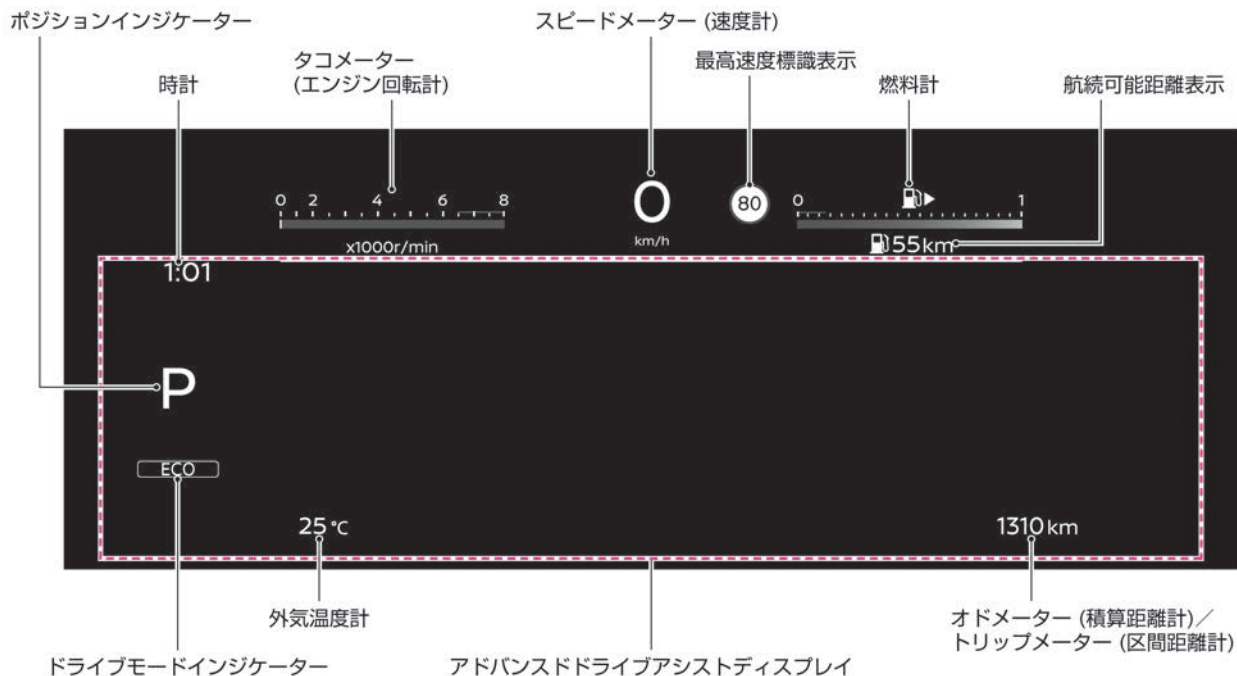 ポジションインジケーター
スピードメーター (速度計)
タコメーター
(エンジン回転計)
最高速度標識表示
時計
燃料計
航続可能距離表示
0 2 4 6 8
x1000r/min
0
km/h
80
0 1
55km
1:01
P
ECO
25℃
1310km
外気温度計
オドメーター (積算距離計)／
トリップメーター (区間距離計)
ドライブモードインジケーター
アドバンスドドライブアシストディスプレイ